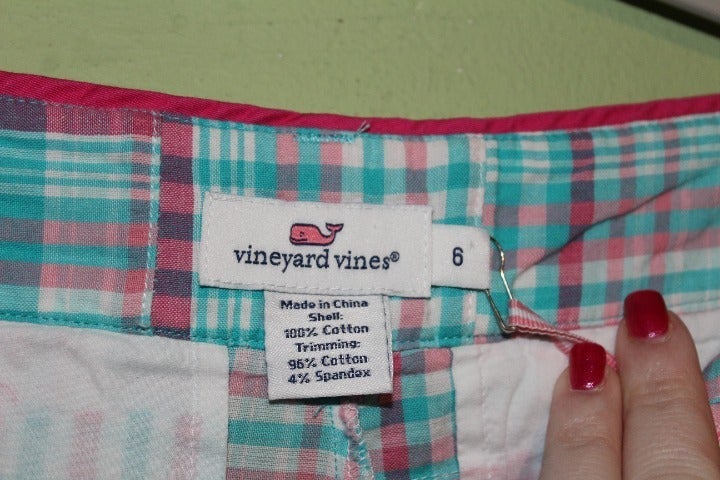 vineyard vines®
6
Made in China
Shell:
100% Cotton
Trimming:
96% Cotton
4% Spandex